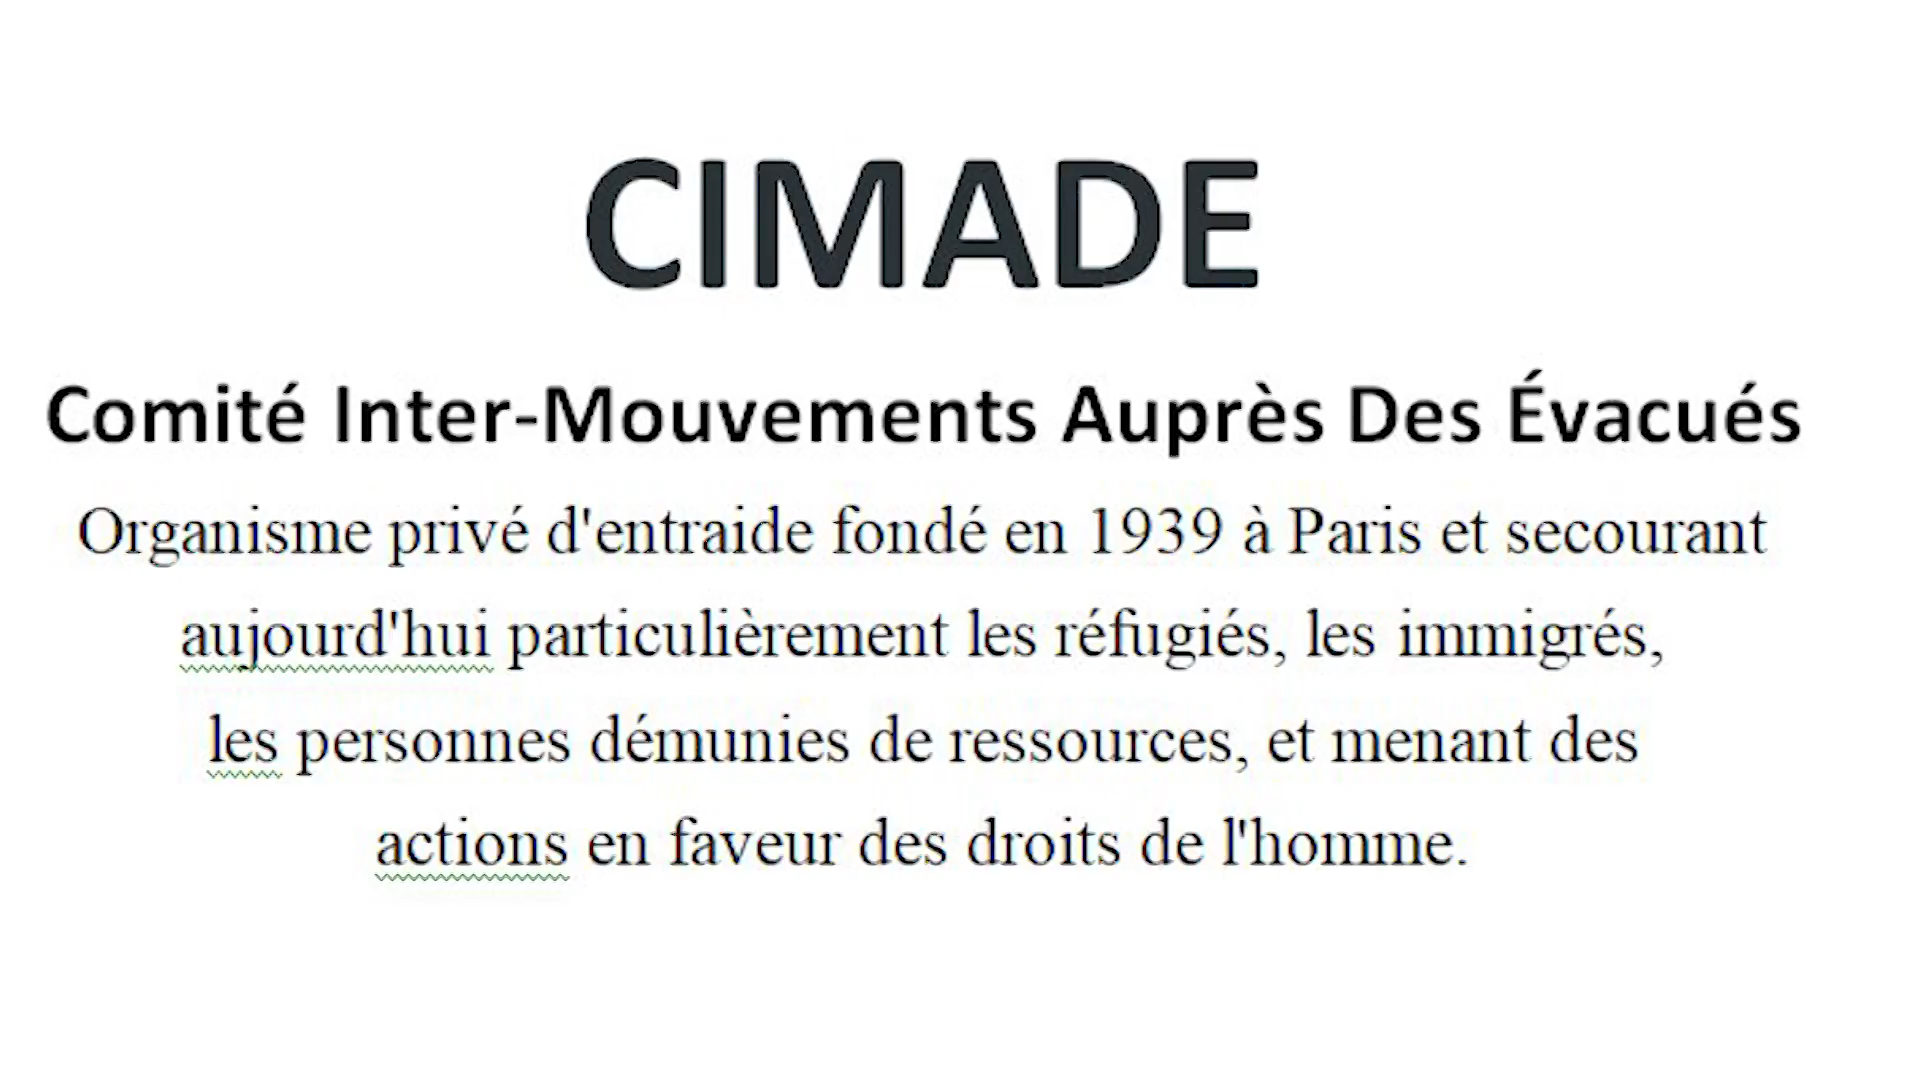 CIMADE
Comité Inter-Mouvements Auprès Des Évacués
Organisme privé d'entraide fondé en 1939 à Paris et secourant
aujourd'hui particulièrement les réfugiés, les immigrés,
les personnes démunies de ressources, et menant des
actions en faveur des droits de l'homme.